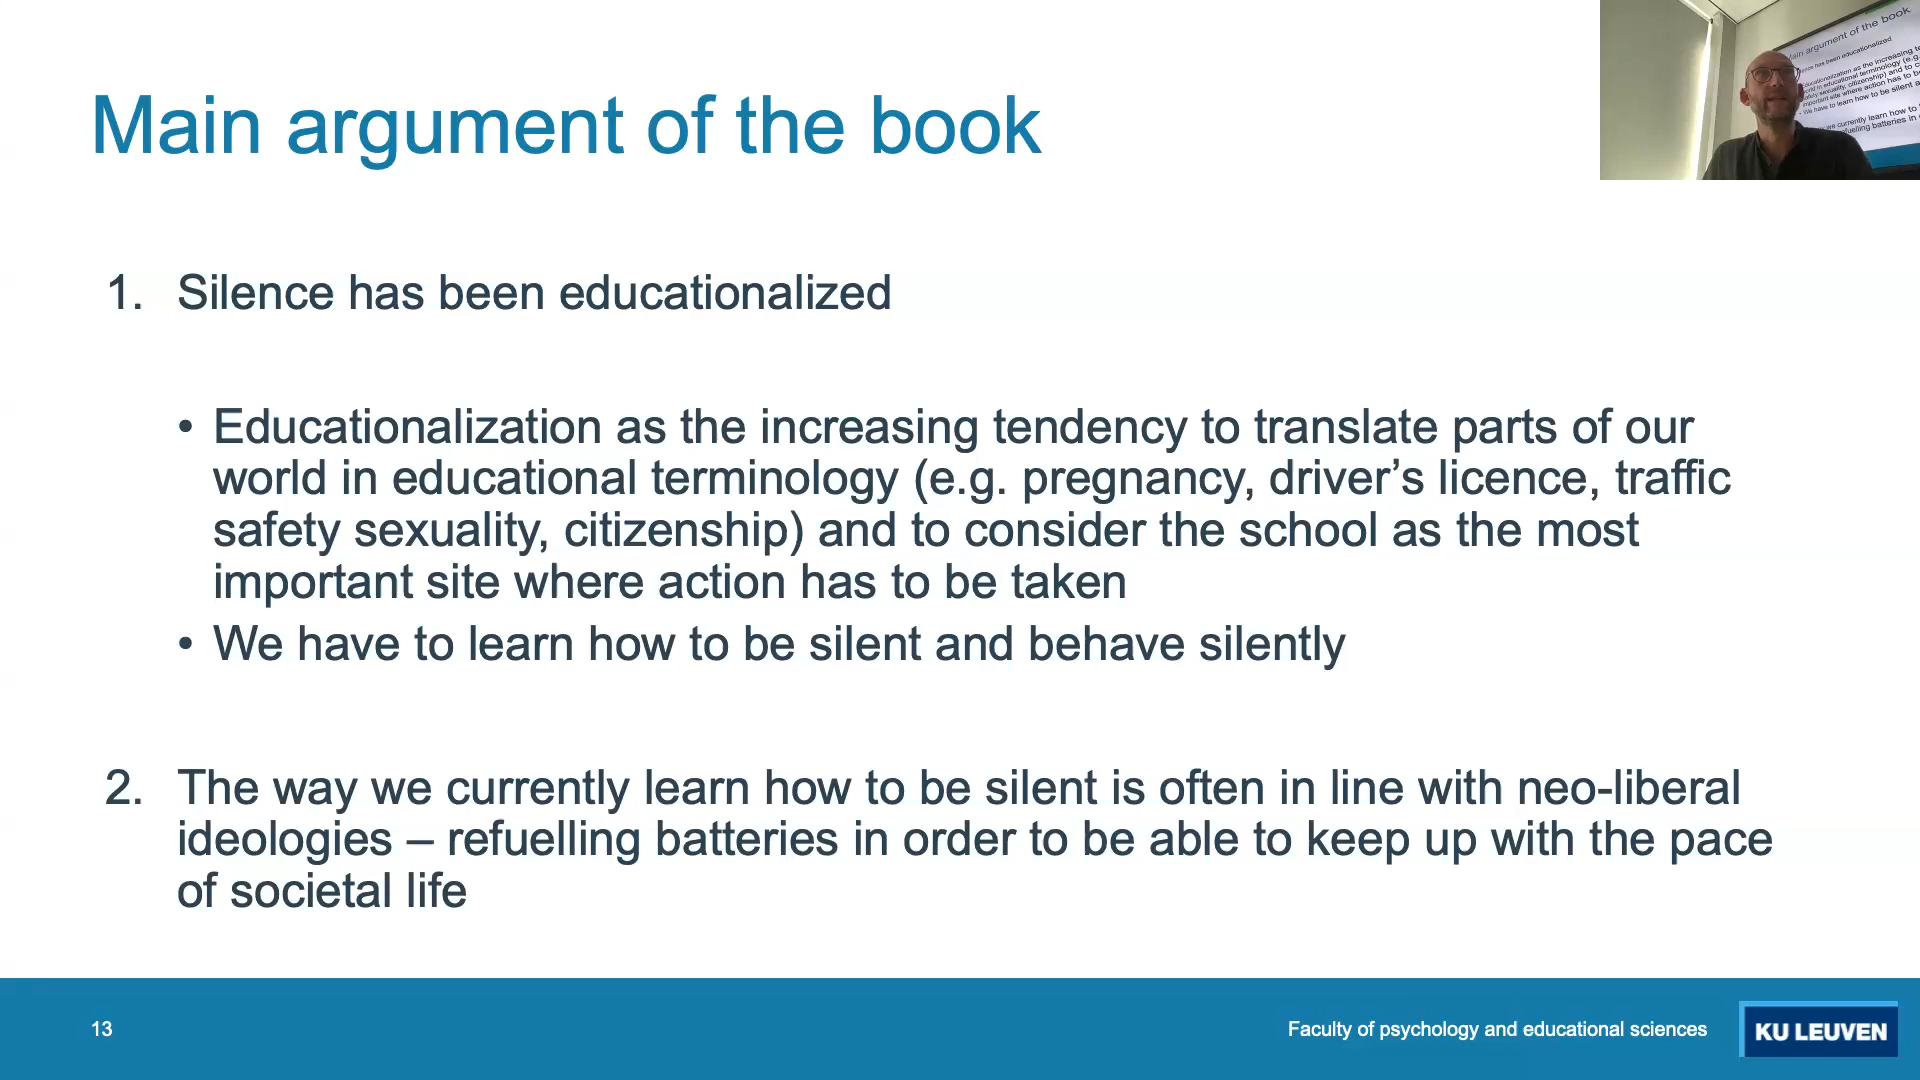 Main argument of the book
1. Silence has been educationalized
• Educationalization as the increasing tendency to translate parts of our
world in educational terminology (e.g. pregnancy, driver’s licence, traffic
safety sexuality, citizenship) and to consider the school as the most
important site where action has to be taken
• We have to learn how to be silent and behave silently
2. The way we currently learn how to be silent is often in line with neo-liberal
ideologies – refuelling batteries in order to be able to keep up with the pace
of societal life
13
Faculty of psychology and educational sciences
KU LEUVEN